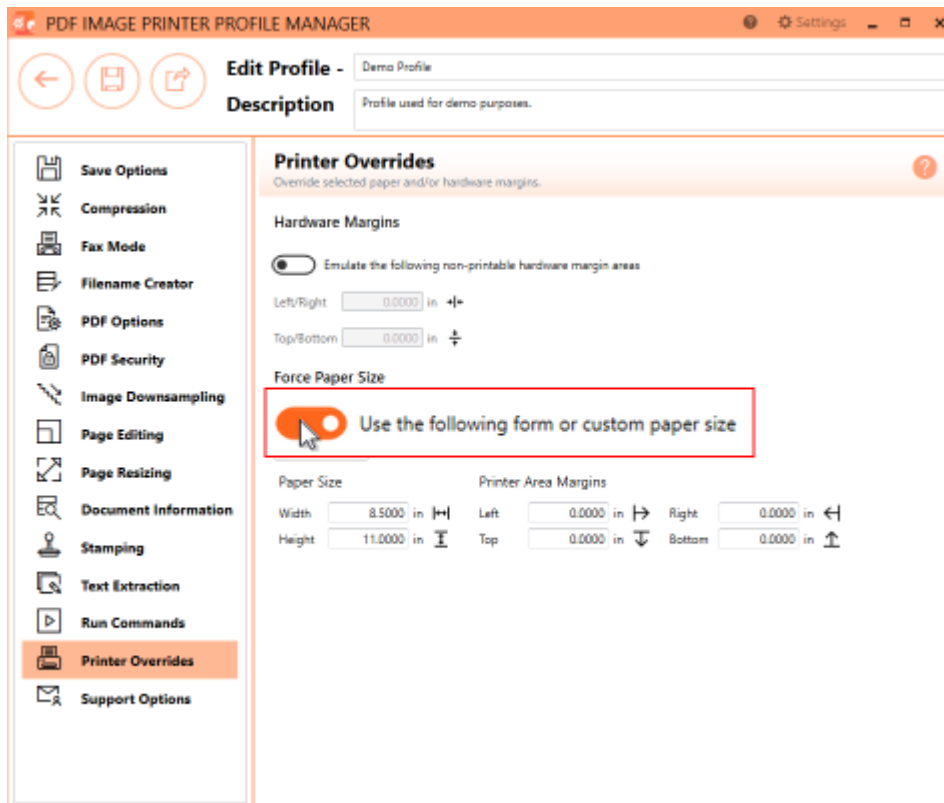 PDF IMAGE PRINTER PROFILE MANAGER
Settings
Edit Profile - Demo Profile
Description Profile used for demo purposes.
Save Options
Compression
Fax Mode
Filename Creator
PDF Options
PDF Security
Image Downsampling
Page Editing
Page Resizing
Document Information
Stamping
Text Extraction
Run Commands
Printer Overrides
Support Options
Printer Overrides
Override selected paper and/or hardware margins.
Hardware Margins
Emulate the following non-printable hardware margin areas
Left/Right 0.0000 in
Top/Bottom 0.0000 in
Force Paper Size
Use the following form or custom paper size
Paper Size Printer Area Margins
Width 8.5000 in Left 0.0000 in Right 0.0000 in
Height 11.0000 in Top 0.0000 in Bottom 0.0000 in